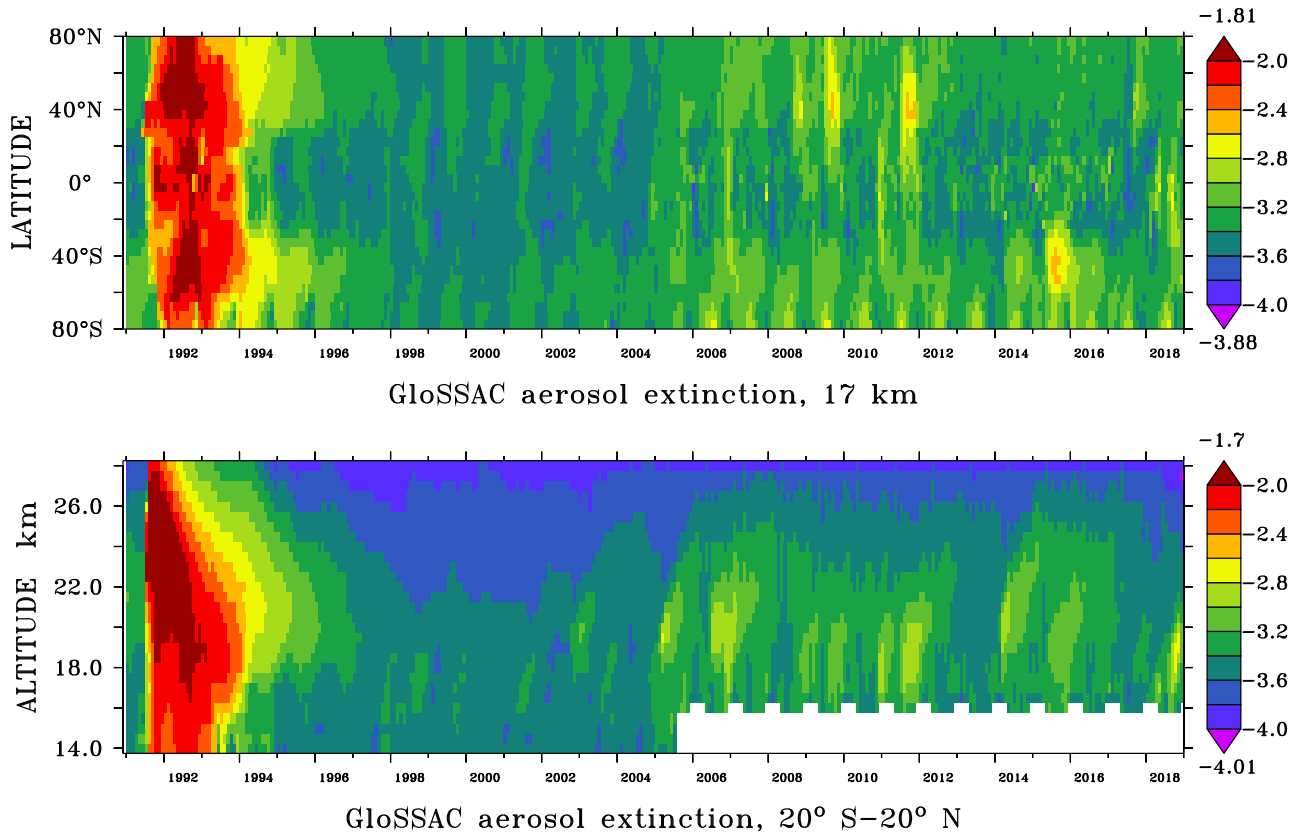 −1.81
80°N
40°N
0°
40°S
80°S
LATITUDE
−2.0
−2.4
−2.8
−3.2
−3.6
−4.0
−3.88
1992 1994 1996 1998 2000 2002 2004 2006 2008 2010 2012 2014 2016 2018
GloSSAC aerosol extinction, 17 km
−1.7
26.0
22.0
18.0
14.0
ALTITUDE km
−2.0
−2.4
−2.8
−3.2
−3.6
−4.0
−4.01
1992 1994 1996 1998 2000 2002 2004 2006 2008 2010 2012 2014 2016 2018
GloSSAC aerosol extinction, 20° S−20° N